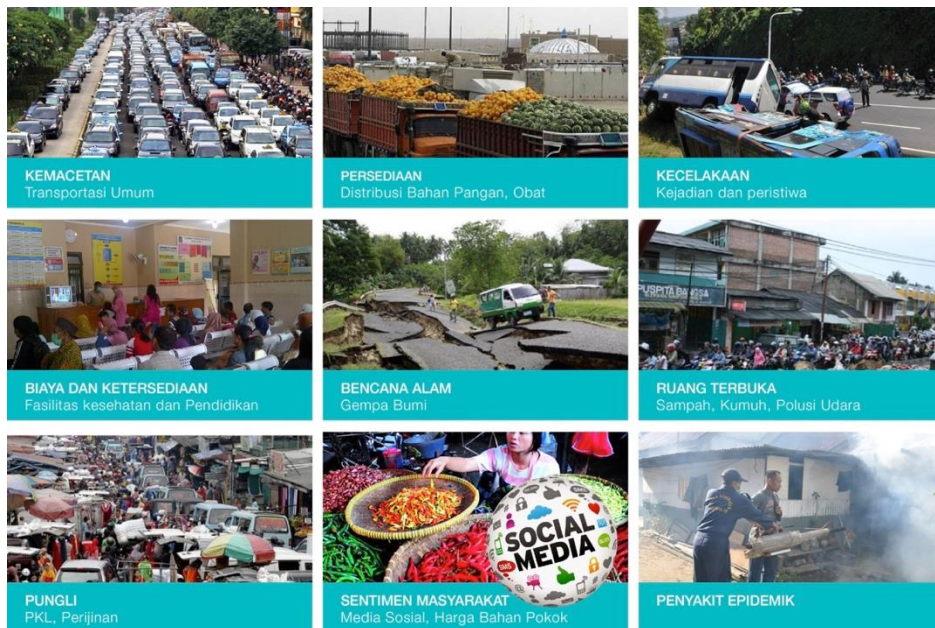 KEMACETAN
Transportasi Umum
PERSEDIAAN
Distribusi Bahan Pangan, Obat
KECELAKAAN
Kejadian dan peristiwa
BIAYA DAN KETERSEDIAAN
Fasilitas kesehatan dan Pendidikan
BENCANA ALAM
Gempa Bumi
PUSPITA BANGSA
RUANG TERBUKA
Sampah, Kumuh, Polusi Udara
PUNGLI
PKL, Perijinan
SOCIAL
MEDIA
SMS
SENTIMEN MASYARAKAT
Media Sosial, Harga Bahan Pokok
PENYAKIT EPIDEMIK